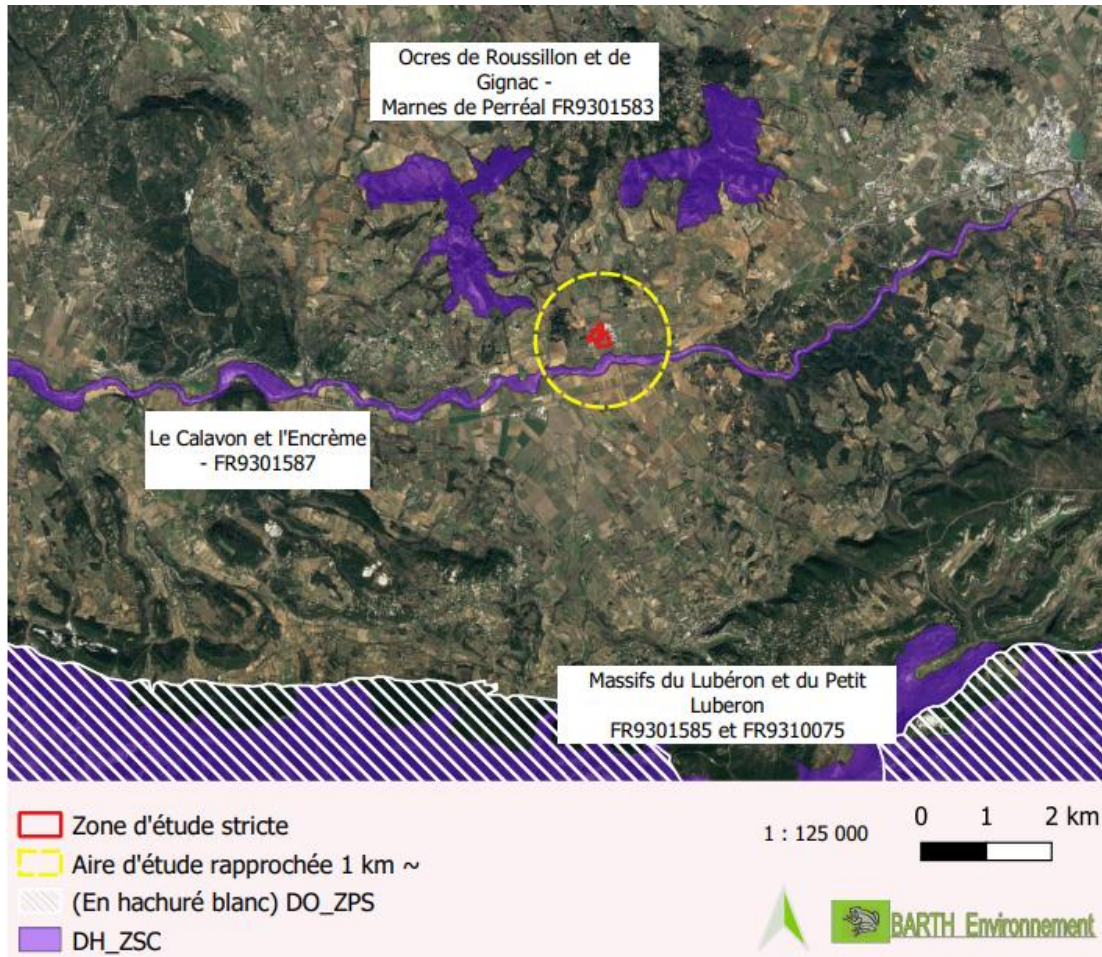 Ocres de Roussillon et de
Gignac -
Marnes de Perréal FR9301583
Le Calavon et l'Encrème
- FR9301587
Massifs du Lubéron et du Petit
Luberon
FR9301585 et FR9310075
Zone d'étude stricte
Aire d'étude rapprochée 1 km ~
(En hachuré blanc) DO_ZPS
DH_ZSC
1 : 125 000
0 1 2 km
BARTH Environnement